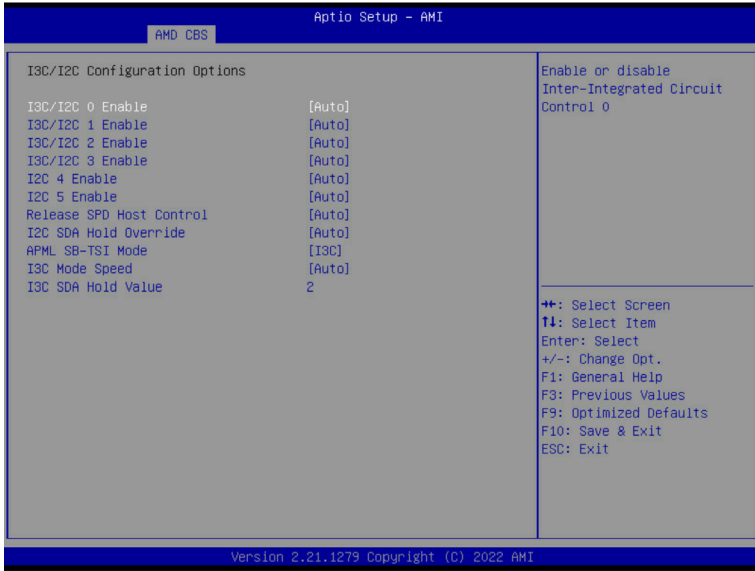 Aptio Setup - AMI
AMD CBS
I3C/I2C Configuration Options
I3C/I2C 0 Enable [Auto]
I3C/I2C 1 Enable [Auto]
I3C/I2C 2 Enable [Auto]
I3C/I2C 3 Enable [Auto]
I2C 4 Enable [Auto]
I2C 5 Enable [Auto]
Release SPD Host Control [Auto]
I2C SDA Hold Override [Auto]
APML SB-TSI Mode [I3C]
I3C Mode Speed [Auto]
I3C SDA Hold Value 2
Enable or disable
Inter-Integrated Circuit
Control 0
→←: Select Screen
↑↓: Select Item
Enter: Select
+/-: Change Opt.
F1: General Help
F3: Previous Values
F9: Optimized Defaults
F10: Save & Exit
ESC: Exit
Version 2.21.1279 Copyright (C) 2022 AMI